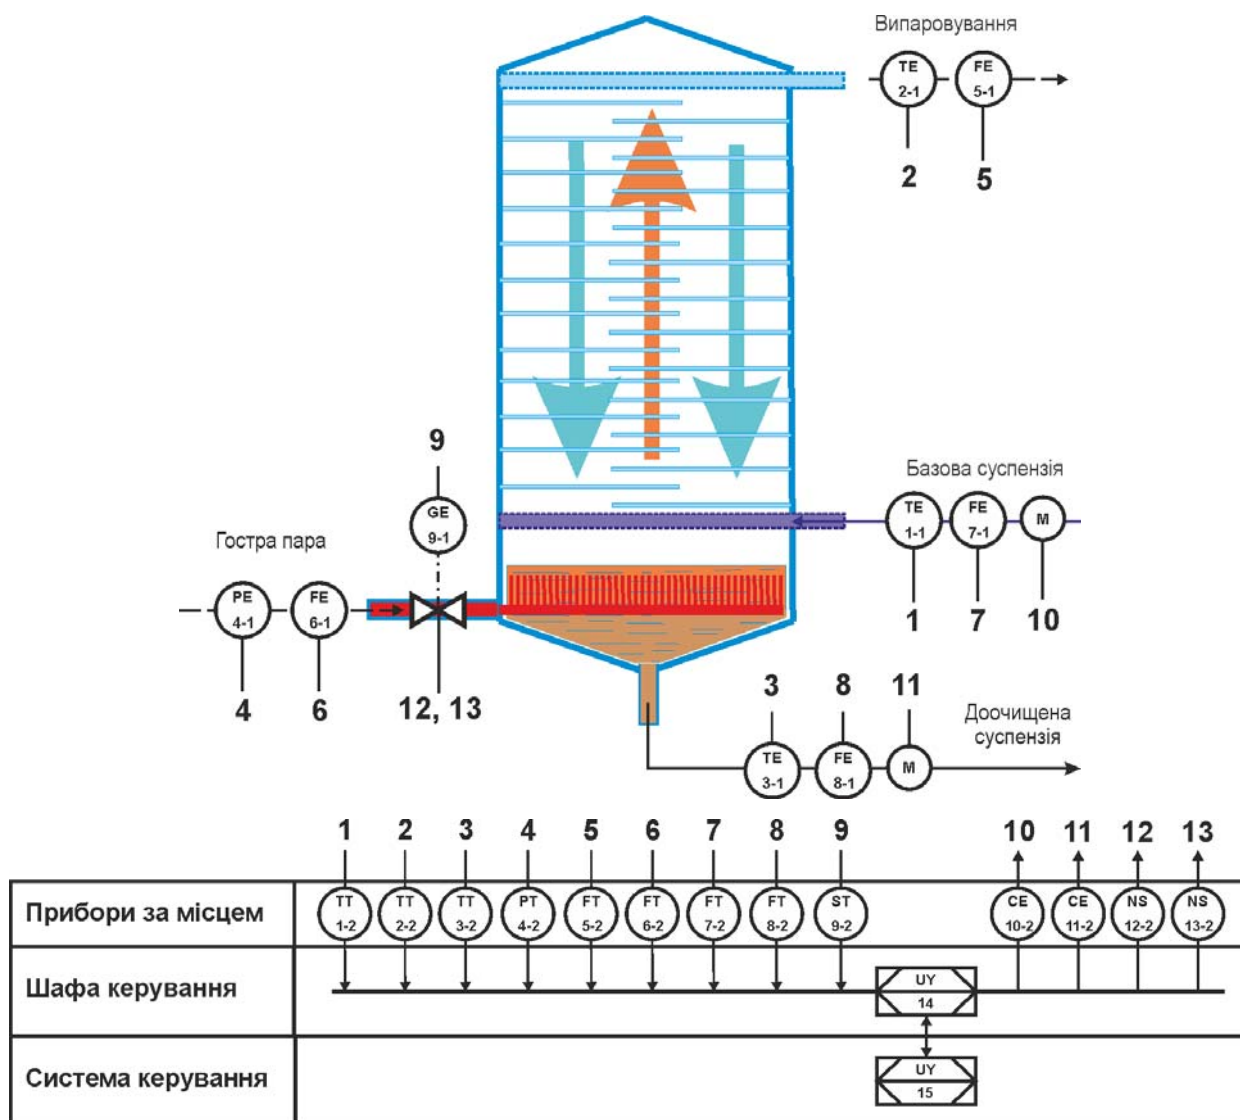 Випаровування
TE
2-1
FE
5-1
2
5
9
GE
9-1
Гостра пара
PE
4-1
FE
6-1
4
6
12, 13
Базова суспензія
TE
1-1
FE
7-1
M
1
7
10
3
8
11
TE
3-1
FE
8-1
M
Доочищена
суспензія
1 2 3 4 5 6 7 8 9 10 11 12 13
Прибори за місцем
TT
1-2
TT
2-2
TT
3-2
PT
4-2
FT
5-2
FT
6-2
FT
7-2
FT
8-2
ST
9-2
CE
10-2
CE
11-2
NS
12-2
NS
13-2
Шафа керування
UY
14
Система керування
UY
15